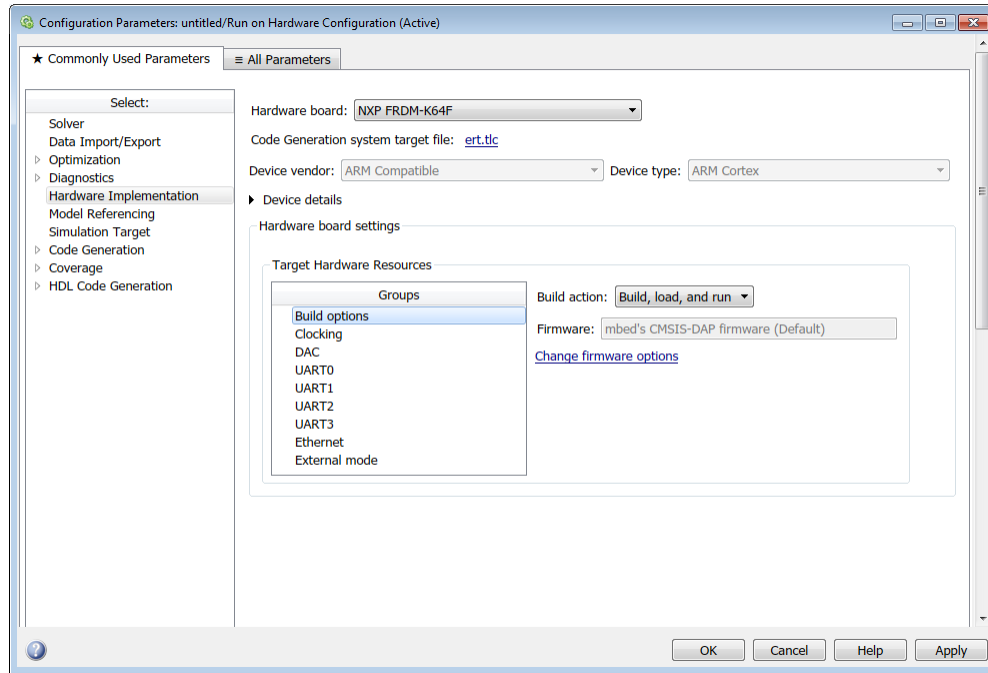 Configuration Parameters: untitled/Run on Hardware Configuration (Active)
★ Commonly Used Parameters
≡ All Parameters
Select:
Solver
Data Import/Export
Optimization
Diagnostics
Hardware Implementation
Model Referencing
Simulation Target
Code Generation
Coverage
HDL Code Generation
Hardware board: NXP FRDM-K64F
Code Generation system target file: ert.tlc
Device vendor: ARM Compatible Device type: ARM Cortex
Device details
Hardware board settings
Target Hardware Resources
Groups
Build options
Clocking
DAC
UART0
UART1
UART2
UART3
Ethernet
External mode
Build action: Build, load, and run
Firmware: mbed's CMSIS-DAP firmware (Default)
Change firmware options
OK Cancel Help Apply